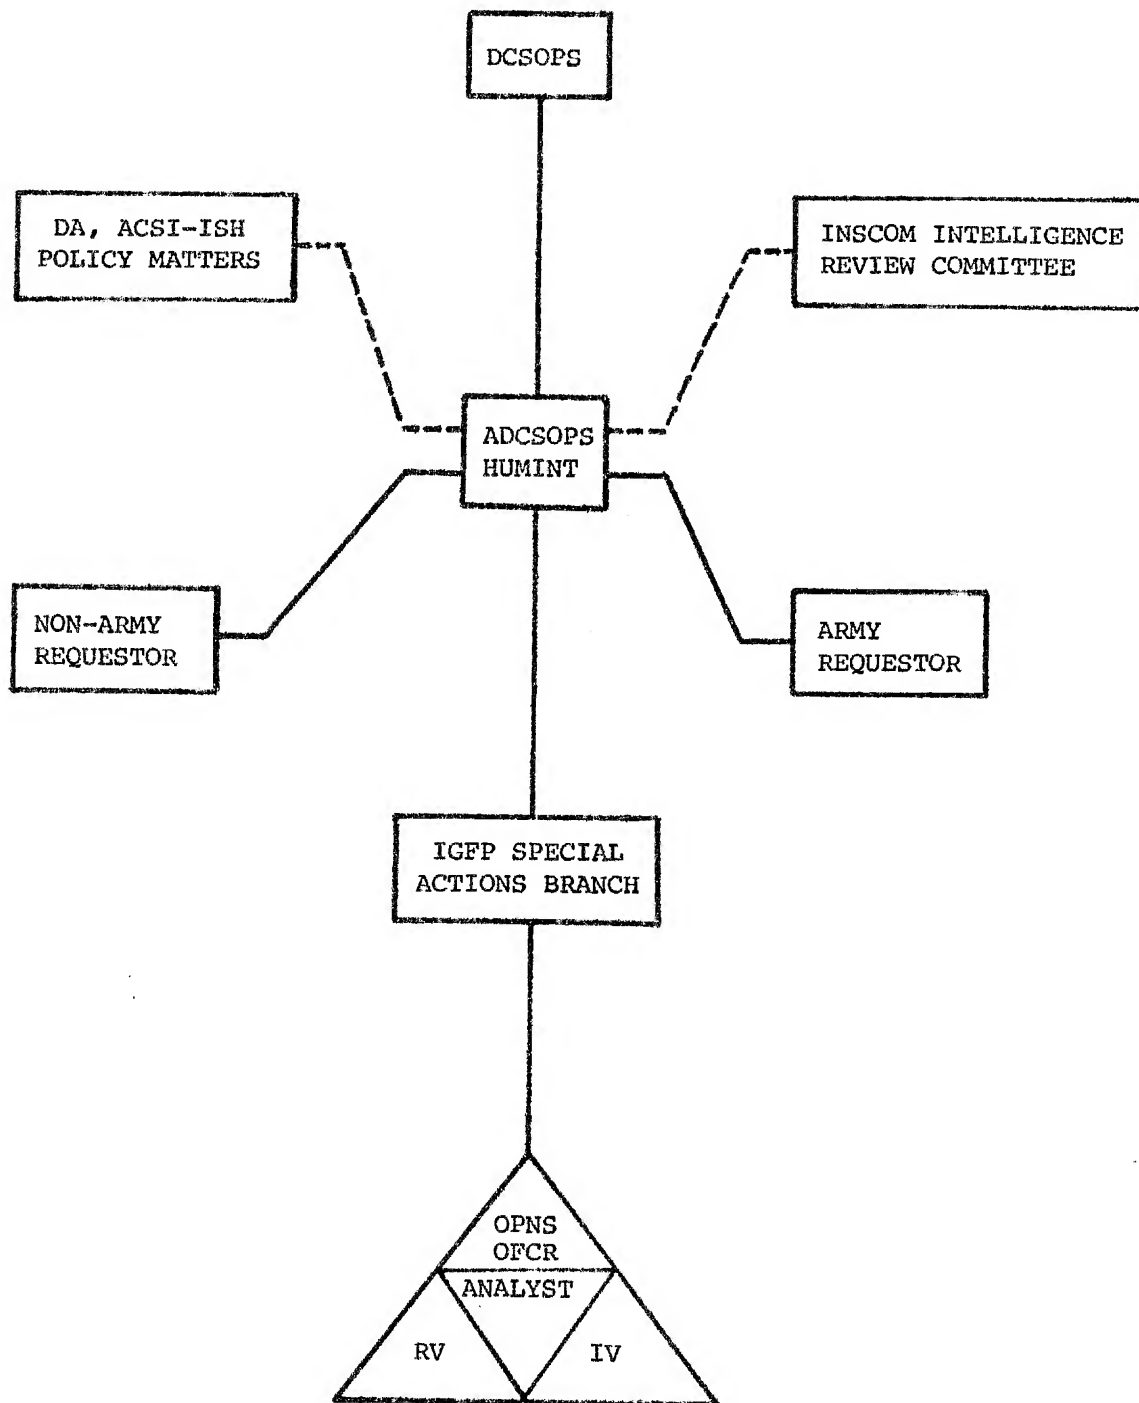 DCSOPS
DA, ACSI-ISH
POLICY MATTERS
INSCOM INTELLIGENCE
REVIEW COMMITTEE
ADCSOPS
HUMINT
NON-ARMY
REQUESTOR
ARMY
REQUESTOR
IGFP SPECIAL
ACTIONS BRANCH
OPNS
OFCR
ANALYST
RV
IV